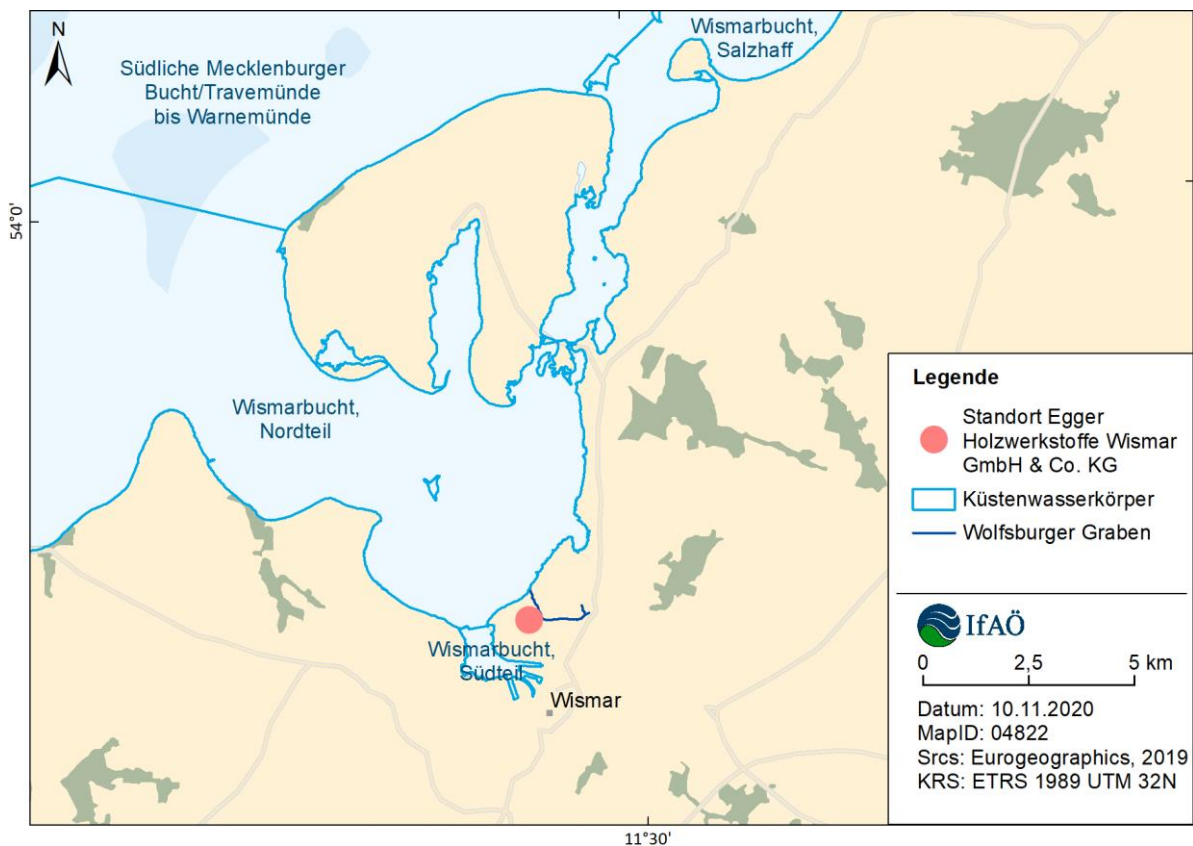 N
Wismarbucht,
Salzhaff
Südliche Mecklenburger
Bucht/Travemünde
bis Warnemünde
54°0'
Wismarbucht,
Nordteil
Wismarbucht,
Südteil
Wismar
11°30'
Legende
Standort Egger
Holzwerkstoffe Wismar
GmbH & Co. KG
Küstenwasserkörper
Wolfsburger Graben
IfAÖ
0 2,5 5 km
Datum: 10.11.2020
MapID: 04822
Srcs: Eurogeographics, 2019
KRS: ETRS 1989 UTM 32N